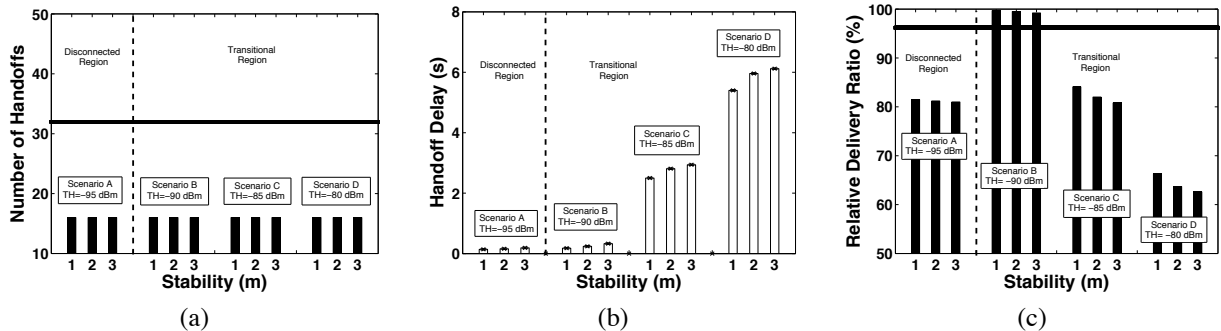 50
40
30
20
10
Number of Handoffs
Disconnected
Region
Transitional
Region
Scenario A
TH=−95 dBm
Scenario B
TH=−90 dBm
Scenario C
TH=−85 dBm
Scenario D
TH=−80 dBm
1 2 3 1 2 3 1 2 3 1 2 3
Stability (m)
(a)
8
6
4
2
0
Handoff Delay (s)
Disconnected
Region
Transitional
Region
Scenario A
TH=−95 dBm
Scenario B
TH=−90 dBm
Scenario C
TH=−85 dBm
Scenario D
TH=−80 dBm
1 2 3 1 2 3 1 2 3 1 2 3
Stability (m)
(b)
100
90
80
70
60
50
Relative Delivery Ratio (%)
Disconnected
Region
Transitional
Region
Scenario A
TH= −95 dBm
Scenario B
TH= −90 dBm
Scenario C
TH= −85 dBm
Scenario D
TH= −80 dBm
1 2 3 1 2 3 1 2 3 1 2 3
Stability (m)
(c)